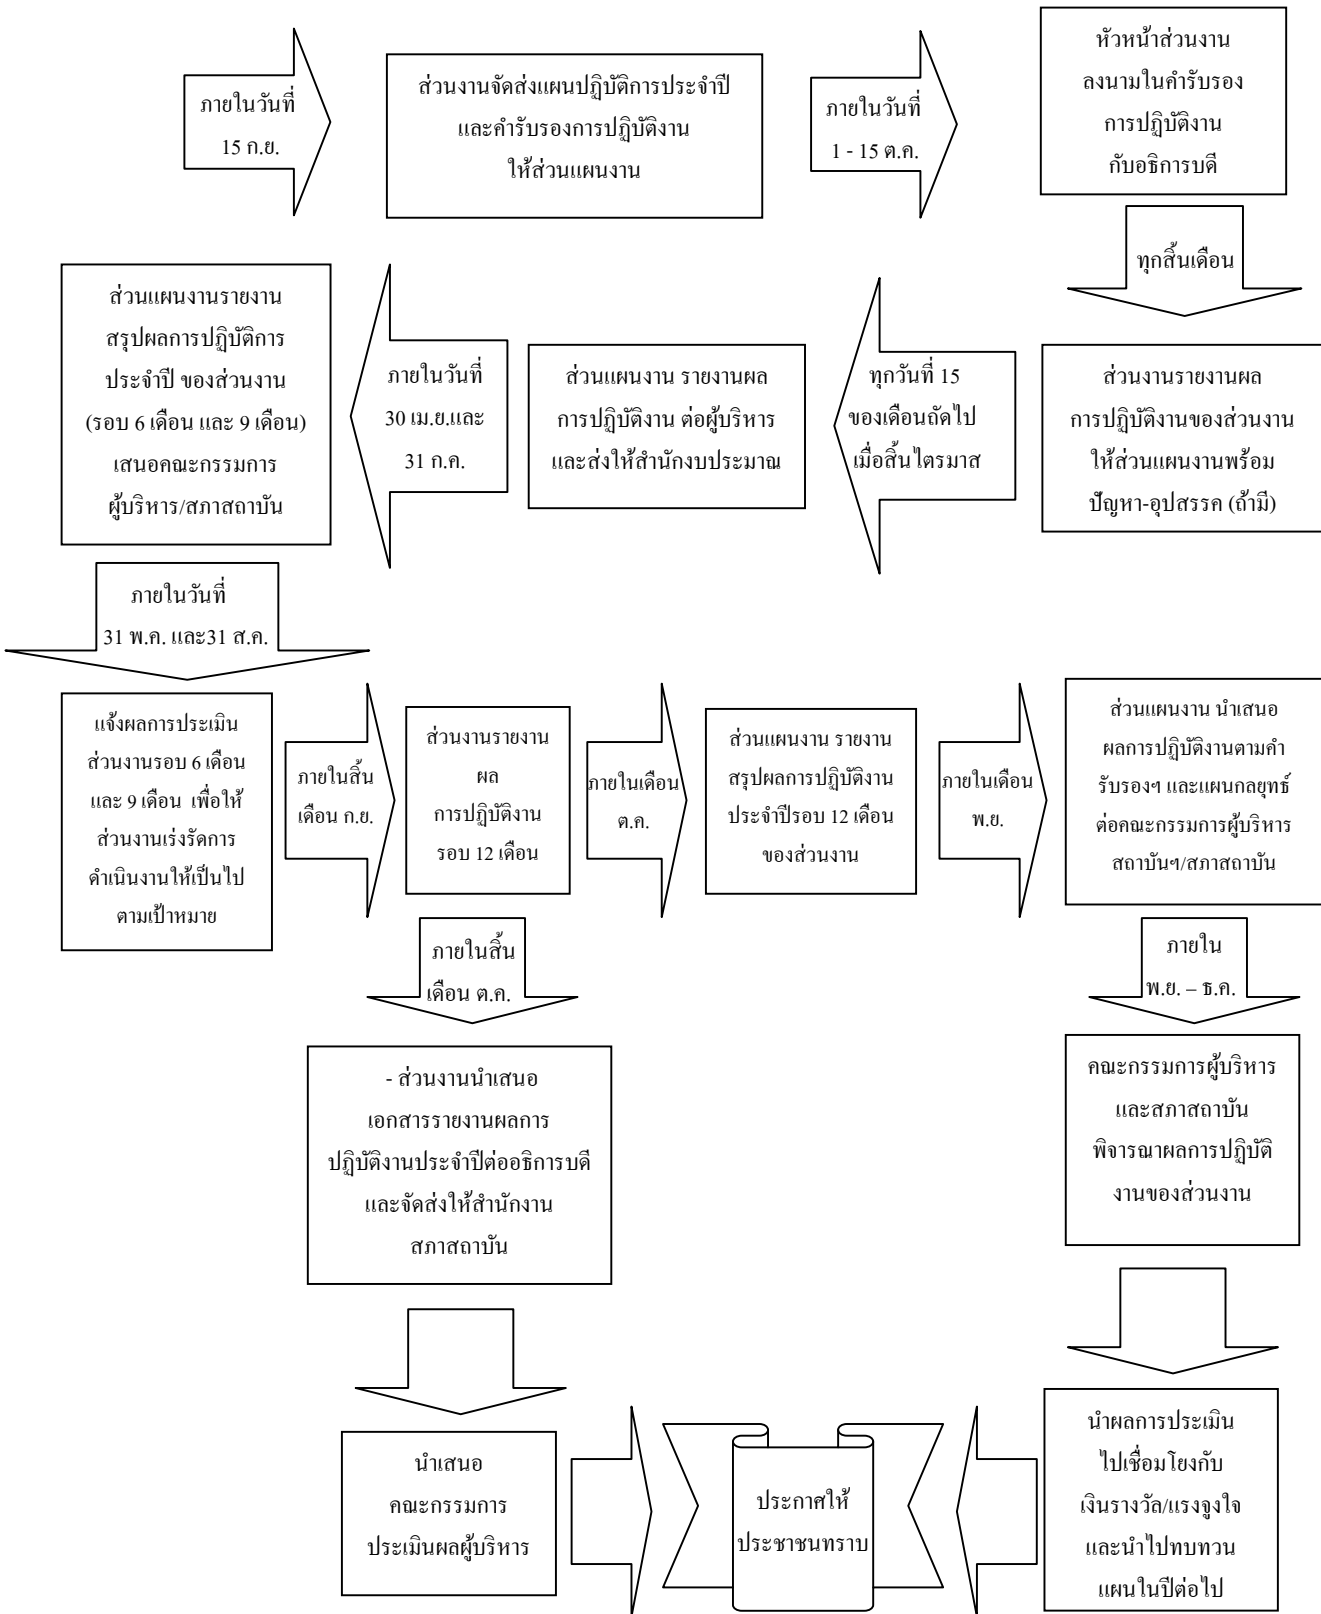 ภายในวันที่
15 ก.ย.
ส่วนงานจัดส่งแผนปฏิบัติการประจำปี
และคำรับรองการปฏิบัติงาน
ให้ส่วนแผนงาน
ภายในวันที่
1 - 15 ต.ค.
หัวหน้าส่วนงาน
ลงนามในคำรับรอง
การปฏิบัติงาน
กับอธิการบดี
ทุกสิ้นเดือน
ส่วนงานรายงานผล
การปฏิบัติงานของส่วนงาน
ให้ส่วนแผนงานพร้อม
ปัญหา-อุปสรรค (ถ้ามี)
ทุกวันที่ 15
ของเดือนถัดไป
เมื่อสิ้นไตรมาส
ส่วนแผนงาน รายงานผล
การปฏิบัติงาน ต่อผู้บริหาร
และส่งให้สำนักงบประมาณ
ภายในวันที่
30 เม.ย.และ
31 ก.ค.
ส่วนแผนงานรายงาน
สรุปผลการปฏิบัติการ
ประจำปี ของส่วนงาน
(รอบ 6 เดือน และ 9 เดือน)
เสนอคณะกรรมการ
ผู้บริหาร/สภาสถาบัน
ภายในวันที่
31 พ.ค. และ31 ส.ค.
แจ้งผลการประเมิน
ส่วนงานรอบ 6 เดือน
และ 9 เดือน เพื่อให้
ส่วนงานเร่งรัดการ
ดำเนินงานให้เป็นไป
ตามเป้าหมาย
ภายในสิ้น
เดือน ก.ย.
ส่วนงานรายงาน
ผล
การปฏิบัติงาน
รอบ 12 เดือน
ภายในเดือน
ต.ค.
ส่วนแผนงาน รายงาน
สรุปผลการปฏิบัติงาน
ประจำปีรอบ 12 เดือน
ของส่วนงาน
ภายในเดือน
พ.ย.
ส่วนแผนงาน นำเสนอ
ผลการปฏิบัติงานตามคำ
รับรองฯ และแผนกลยุทธ์
ต่อคณะกรรมการผู้บริหาร
สถาบันฯ/สภาสถาบัน
ภายในสิ้น
เดือน ต.ค.
ภายใน
พ.ย. – ธ.ค.
- ส่วนงานนำเสนอ
เอกสารรายงานผลการ
ปฏิบัติงานประจำปีต่ออธิการบดี
และจัดส่งให้สำนักงาน
สภาสถาบัน
คณะกรรมการผู้บริหาร
และสภาสถาบัน
พิจารณาผลการปฏิบัติ
งานของส่วนงาน
นำเสนอ
คณะกรรมการ
ประเมินผลผู้บริหาร
ประกาศให้
ประชาชนทราบ
นำผลการประเมิน
ไปเชื่อมโยงกับ
เงินรางวัล/แรงจูงใจ
และนำไปทบทวน
แผนในปีต่อไป